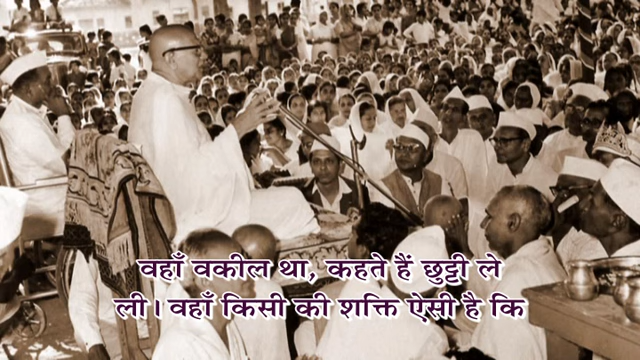 वहाँ वकील था, कहते हैं छुट्टी ले
ली। वहाँ किसी की शक्ति ऐसी है कि